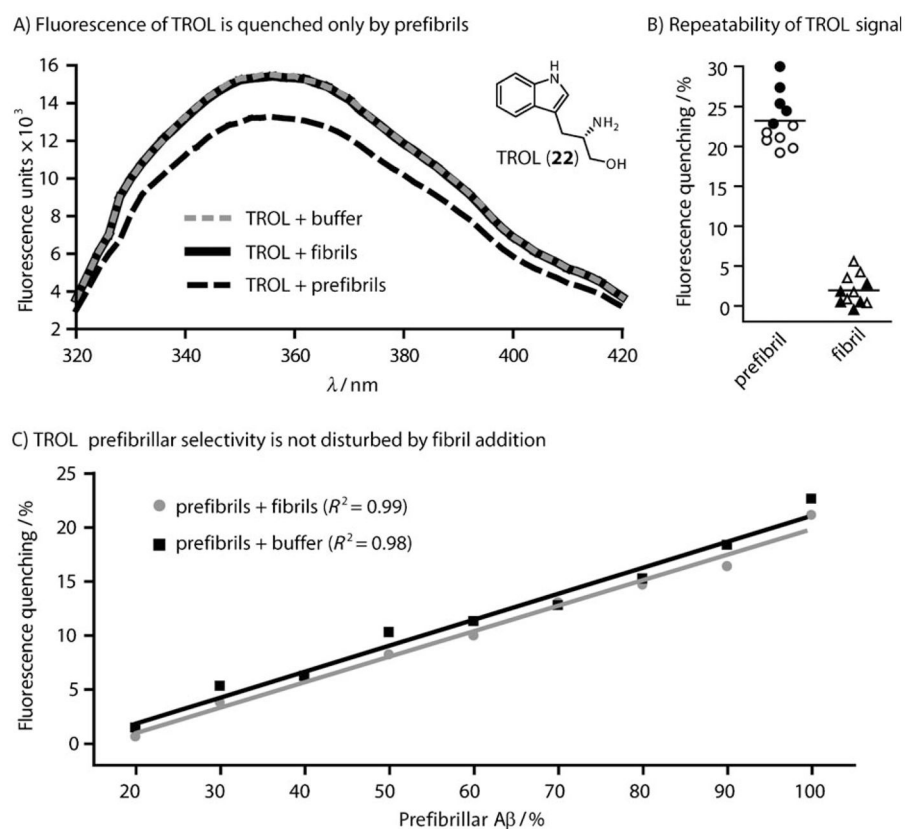 A) Fluorescence of TROL is quenched only by prefibrils
Fluorescence units × 10³
16
14
12
10
8
6
4
2
320
340
360
380
400
420
λ / nm
TROL + buffer
TROL + fibrils
TROL + prefibrils
H
N
NH₂
OH
TROL (22)
B) Repeatability of TROL signal
Fluorescence quenching / %
30
25
20
15
10
5
0
prefibril
fibril
C) TROL prefibrillar selectivity is not disturbed by fibril addition
Fluorescence quenching / %
25
20
15
10
5
0
prefibrils + fibrils (R² = 0.99)
prefibrils + buffer (R² = 0.98)
20
30
40
50
60
70
80
90
100
Prefibrillar Aβ / %